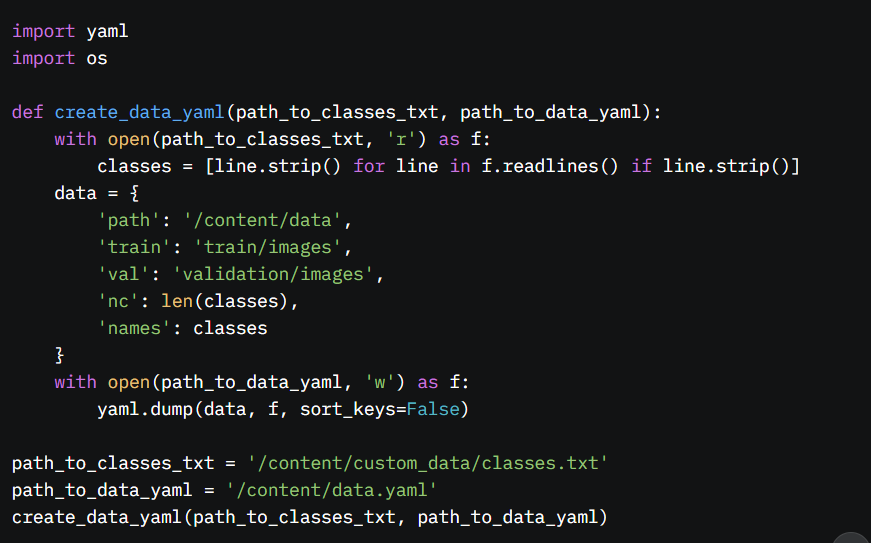 import yaml
import os

def create_data_yaml(path_to_classes_txt, path_to_data_yaml):
    with open(path_to_classes_txt, 'r') as f:
        classes = [line.strip() for line in f.readlines() if line.strip()]
    data = {
        'path': '/content/data',
        'train': 'train/images',
        'val': 'validation/images',
        'nc': len(classes),
        'names': classes
    }
    with open(path_to_data_yaml, 'w') as f:
        yaml.dump(data, f, sort_keys=False)

path_to_classes_txt = '/content/custom_data/classes.txt'
path_to_data_yaml = '/content/data.yaml'
create_data_yaml(path_to_classes_txt, path_to_data_yaml)